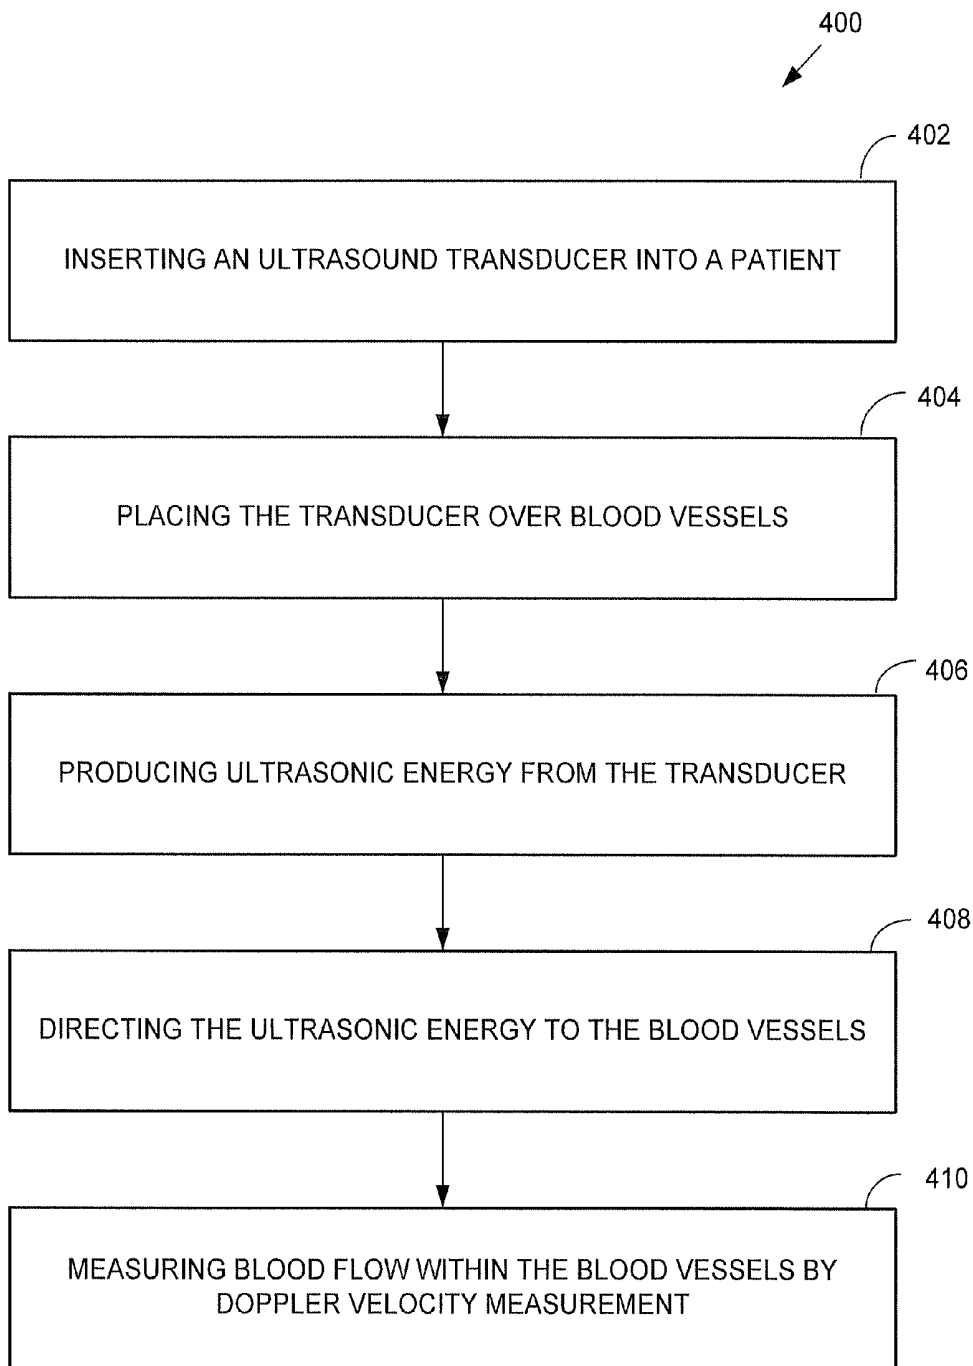 400
402
INSERTING AN ULTRASOUND TRANSDUCER INTO A PATIENT
404
PLACING THE TRANSDUCER OVER BLOOD VESSELS
406
PRODUCING ULTRASONIC ENERGY FROM THE TRANSDUCER
408
DIRECTING THE ULTRASONIC ENERGY TO THE BLOOD VESSELS
410
MEASURING BLOOD FLOW WITHIN THE BLOOD VESSELS BY
DOPPLER VELOCITY MEASUREMENT